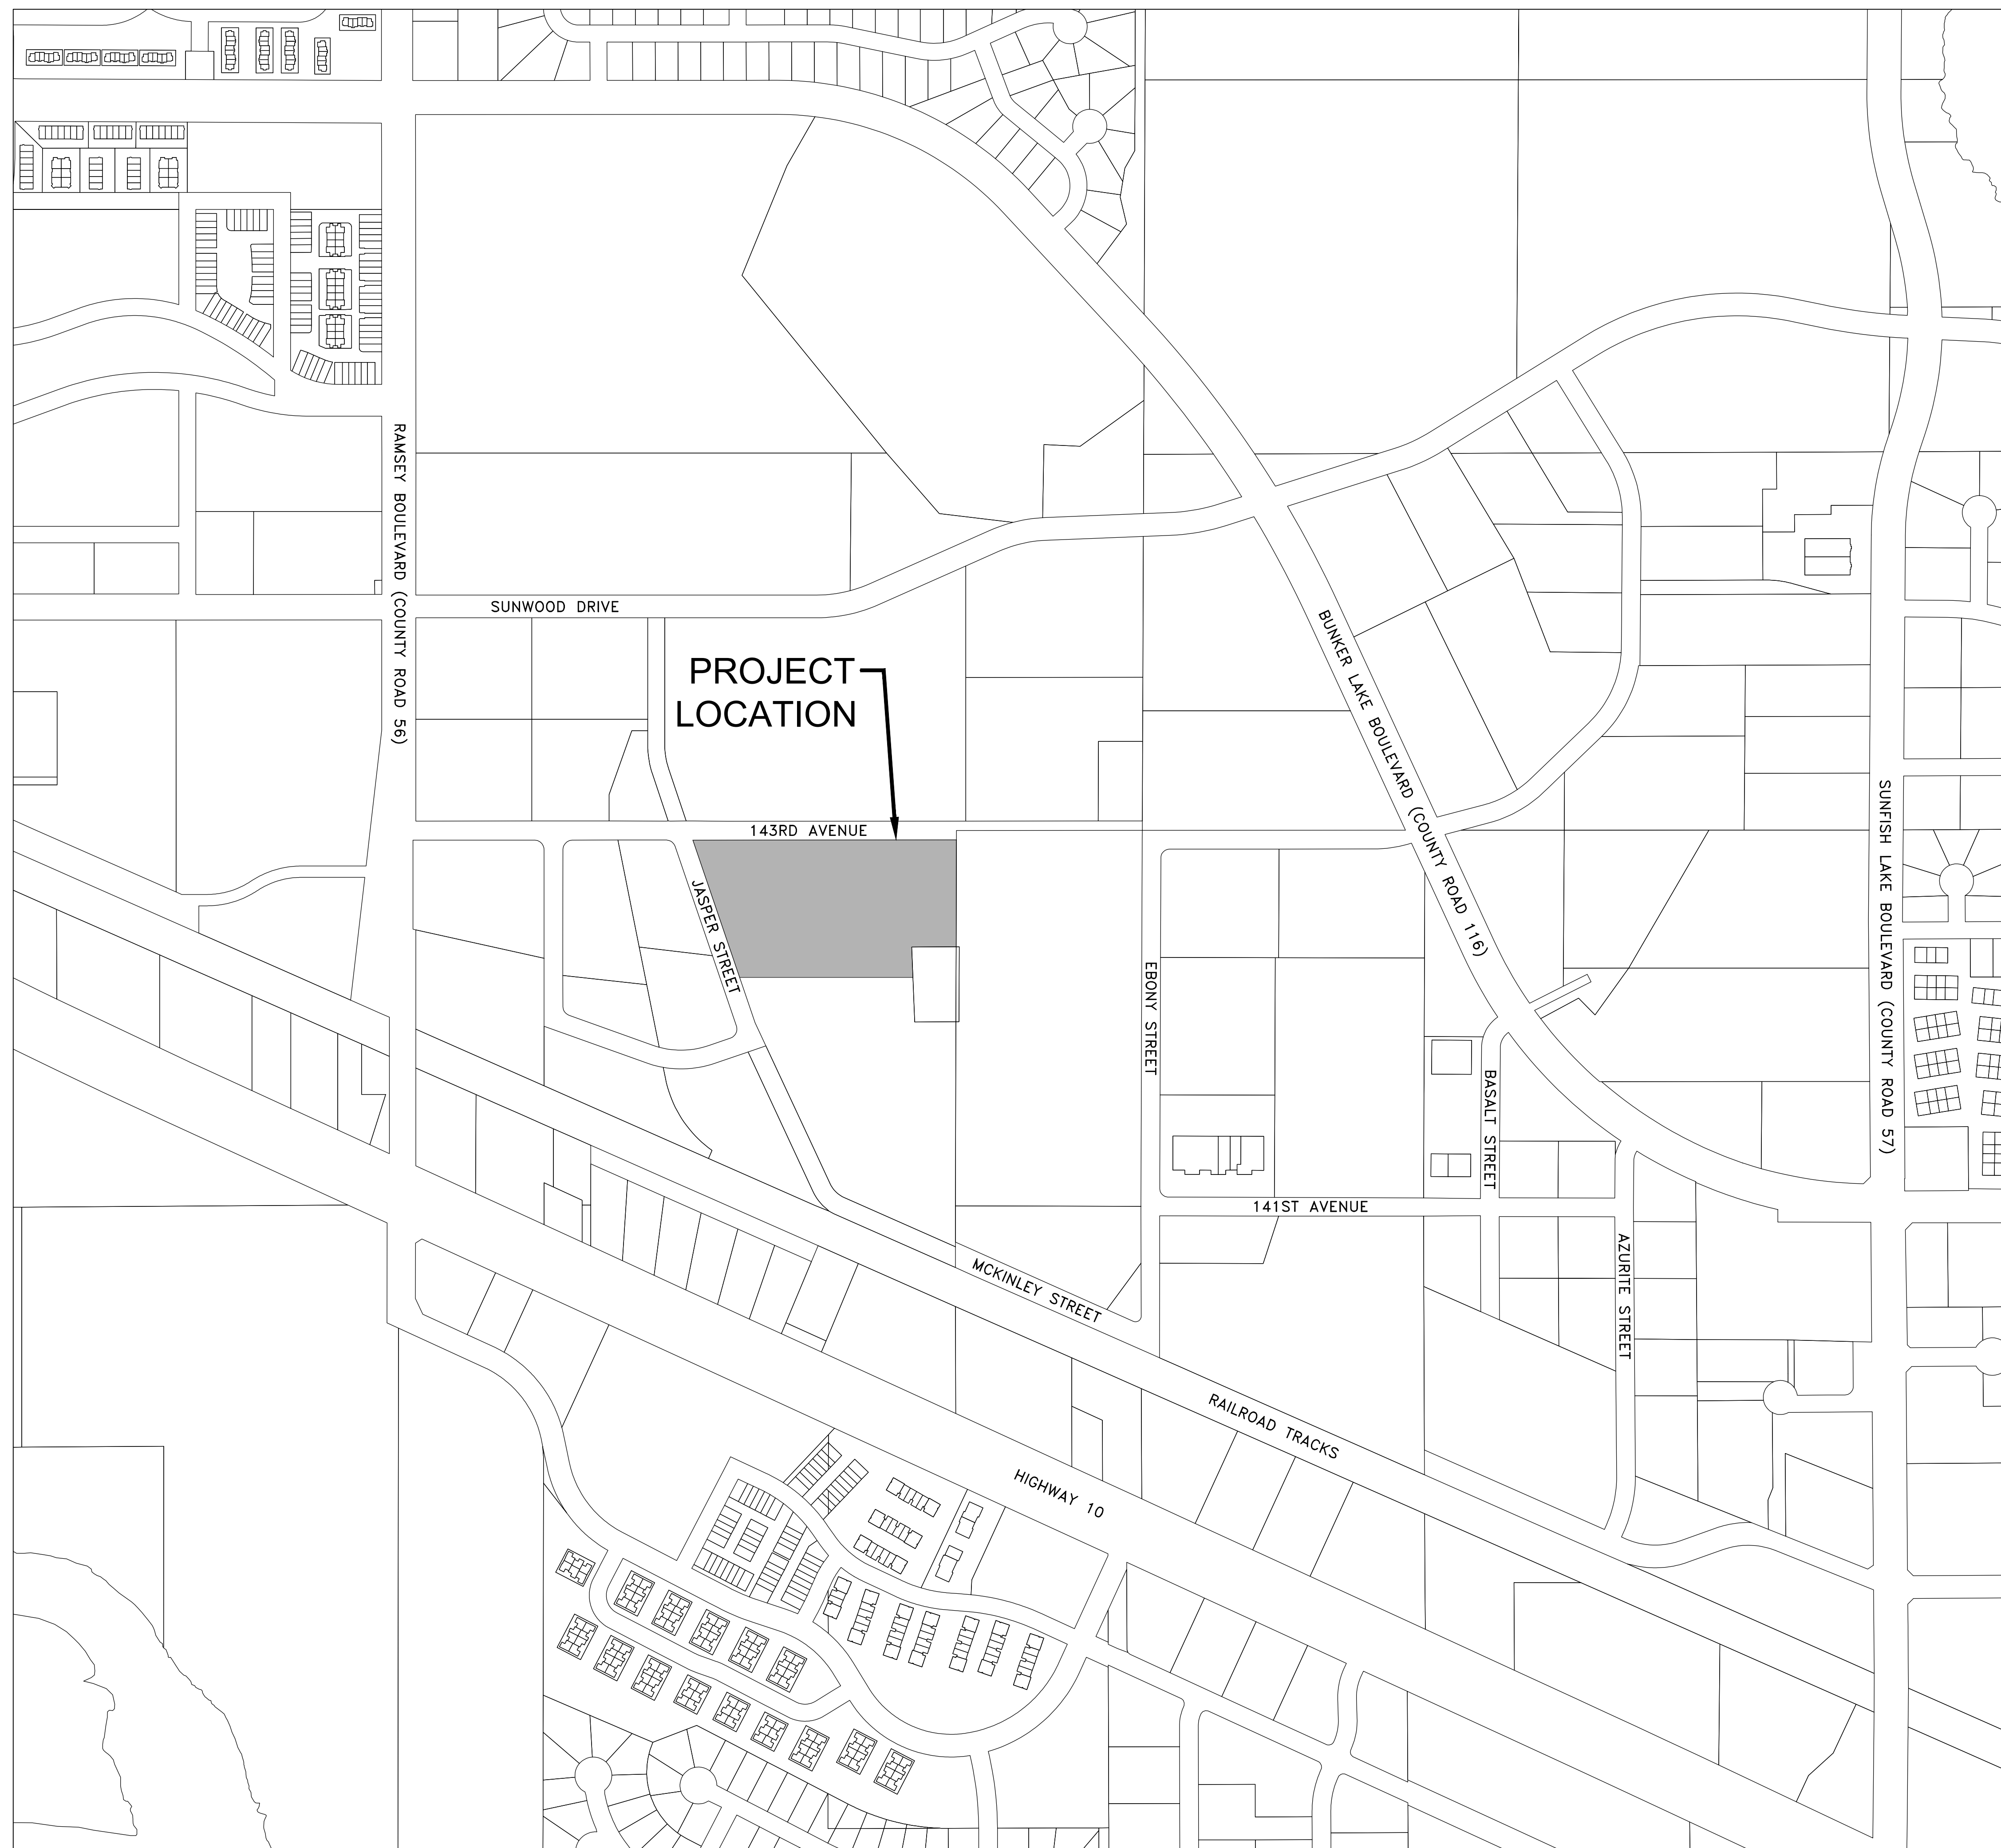 RAMSEY BOULEVARD (COUNTY ROAD 56)
SUNWOOD DRIVE
PROJECT
LOCATION
BUNKER LAKE BOULEVARD (COUNTY ROAD 116)
SUNFISH LAKE BOULEVARD (COUNTY ROAD 57)
143RD AVENUE
JASPER STREET
EBONY STREET
BASALT STREET
141ST AVENUE
AZURITE STREET
MCKINLEY STREET
RAILROAD TRACKS
HIGHWAY 10